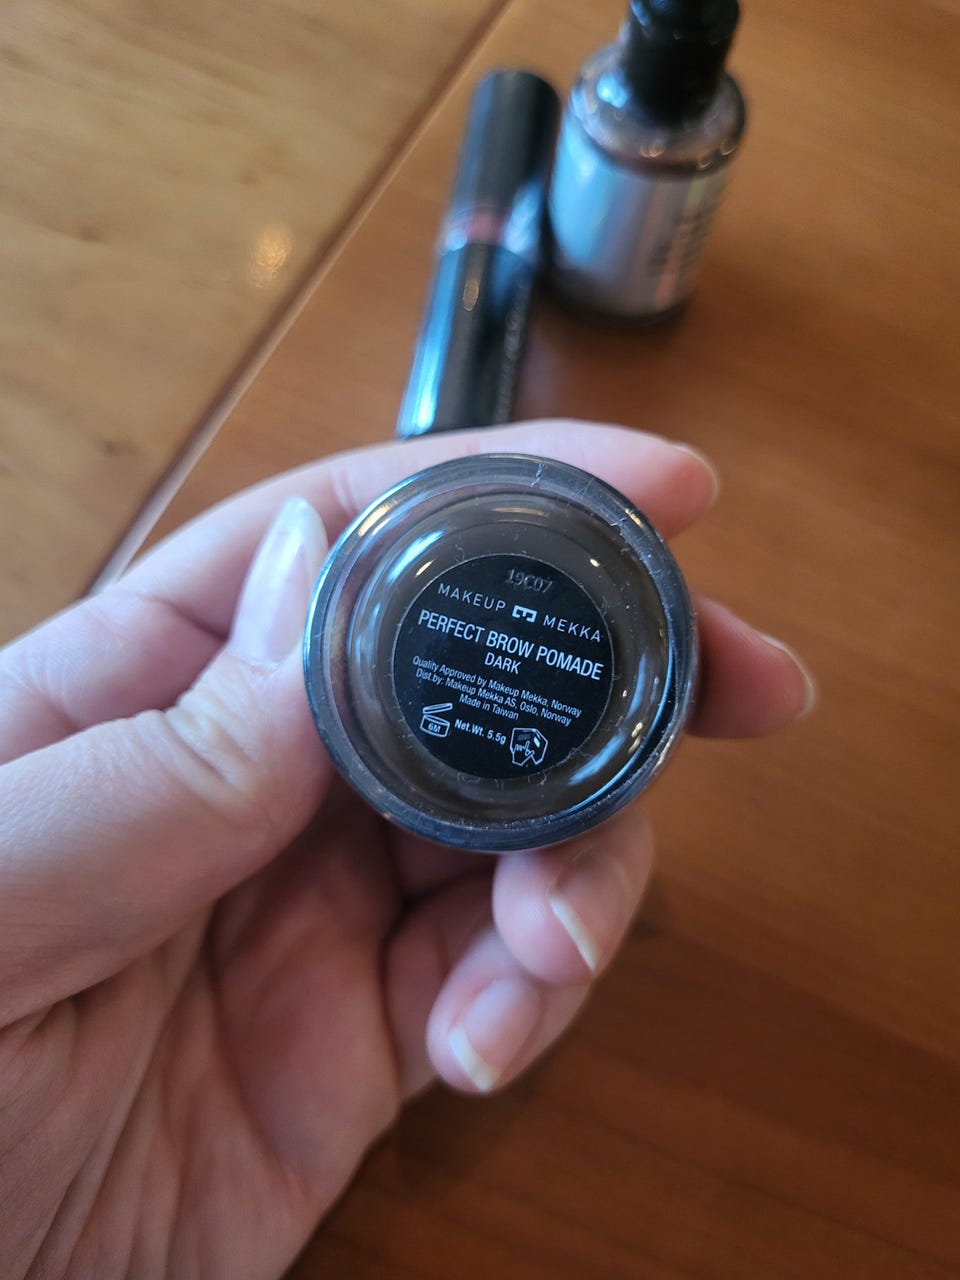 19C07
MAKEUP MEKKA
PERFECT BROW POMADE
DARK
Quality Approved by Makeup Mekka, Norway
Dist.by: Makeup Mekka AS, Oslo, Norway
Made in Taiwan
6M
Net.Wt. 5.5g